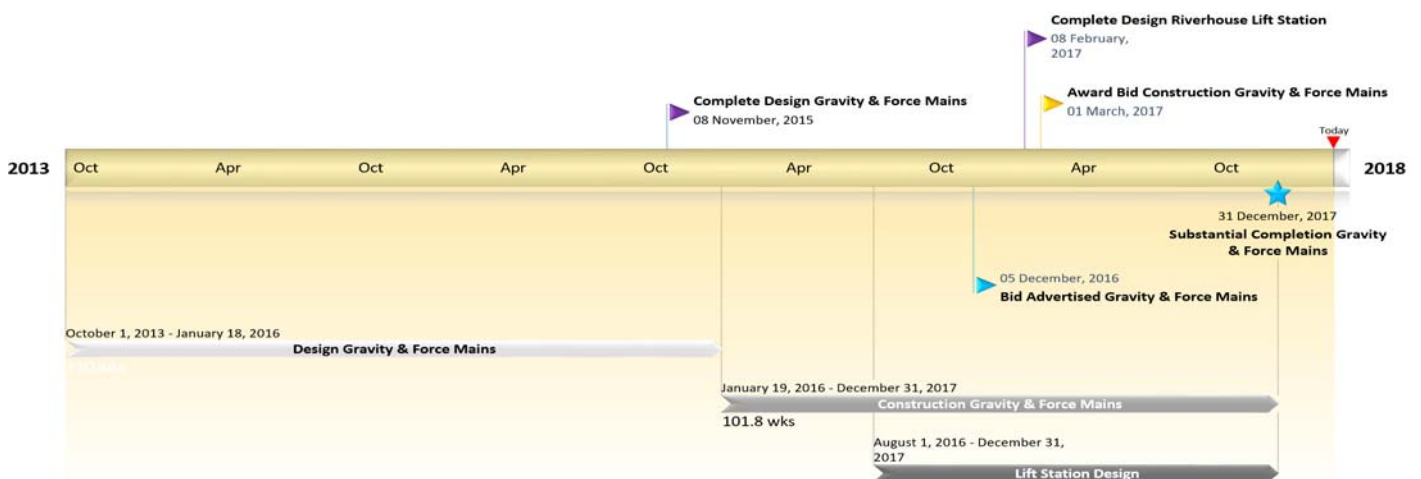 Complete Design Riverhouse Lift Station
08 February,
2017
Complete Design Gravity & Force Mains
08 November, 2015
Award Bid Construction Gravity & Force Mains
01 March, 2017
Today
2013 Oct Apr Oct Apr Oct Apr Oct Apr Oct 2018
31 December, 2017
Substantial Completion Gravity
& Force Mains
05 December, 2016
Bid Advertised Gravity & Force Mains
October 1, 2013 - January 18, 2016
Design Gravity & Force Mains
January 19, 2016 - December 31, 2017
Construction Gravity & Force Mains
101.8 wks
August 1, 2016 - December 31,
2017
Lift Station Design